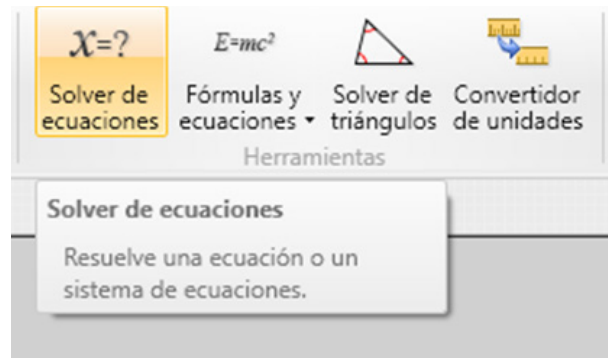 X=?
E=mc²
Solver de
ecuaciones
Fórmulas y
ecuaciones
Solver de
triángulos
Convertidor
de unidades
Herramientas
Solver de ecuaciones
Resuelve una ecuación o un
sistema de ecuaciones.